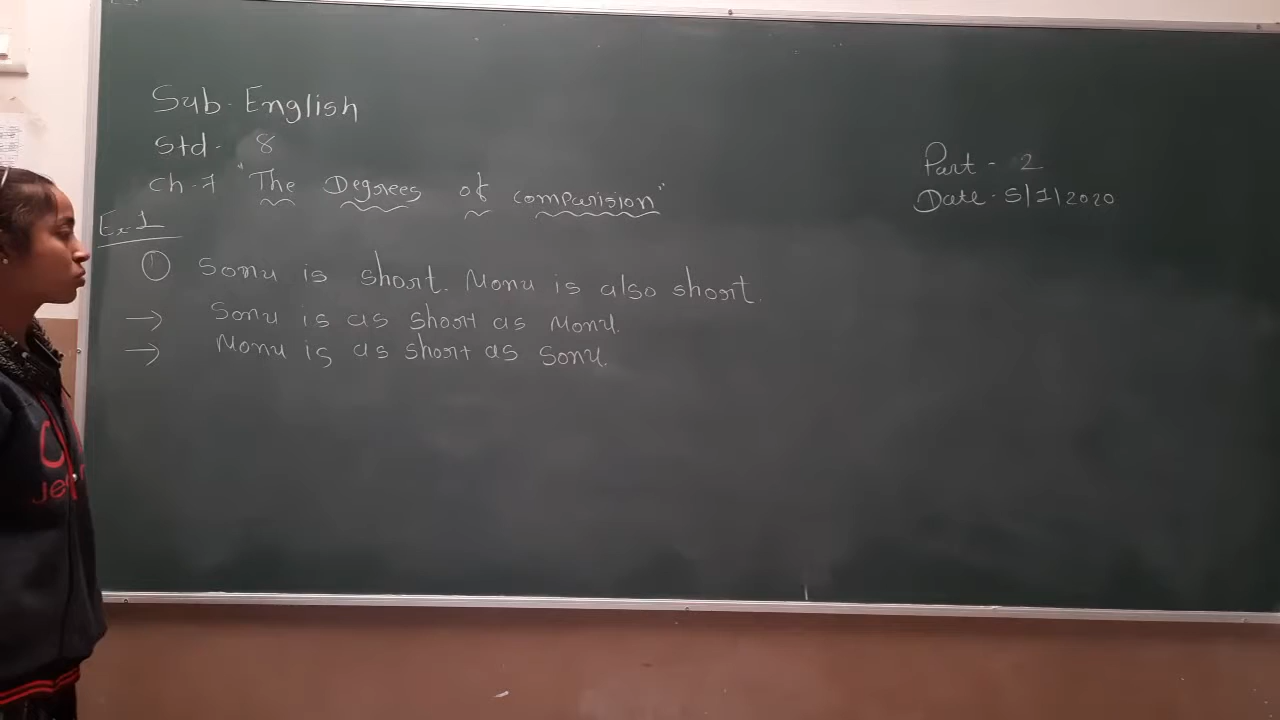 Sub. English
Std. 8
Ch-7 "The Degrees of comparision"
Part - 2
Date. 5/1/2020
Ex.1
① Sonu is short. Monu is also short.
→ Sonu is as short as Monu.
→ Monu is as short as Sonu.